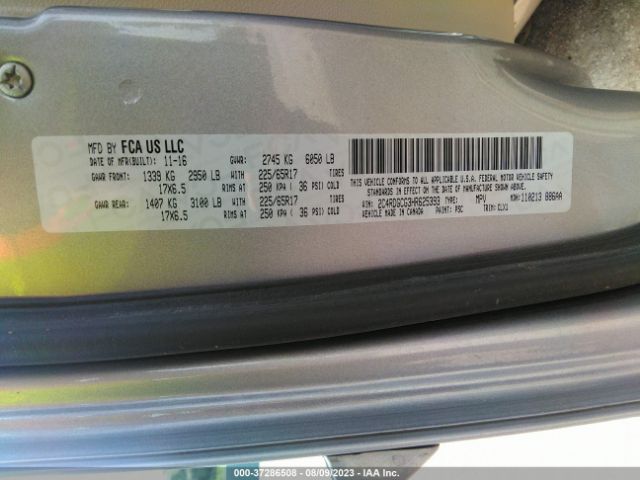 MFD BY FCA US LLC
DATE OF MFR(BUILT): 11-16 GVWR: 2745 KG 6050 LB
GAWR FRONT: 1339 KG 2950 LB WITH 225/65R17 TIRES
17X6.5 RIMS AT 250 KPA ( 36 PSI) COLD
GAWR REAR: 1407 KG 3100 LB WITH 225/65R17 TIRES
17X6.5 RIMS AT 250 KPA ( 36 PSI) COLD
THIS VEHICLE CONFORMS TO ALL APPLICABLE U.S.A. FEDERAL MOTOR VEHICLE SAFETY
STANDARDS IN EFFECT ON THE DATE OF MANUFACTURE SHOWN ABOVE.
VIN: 2C4RDGCG3HR625393 TYPE: MPV MDH: 110213 886AA
VEHICLE MADE IN CANADA PAINT: PSC TRIM:
000-37286508 - 08/09/2023 - IAA Inc.